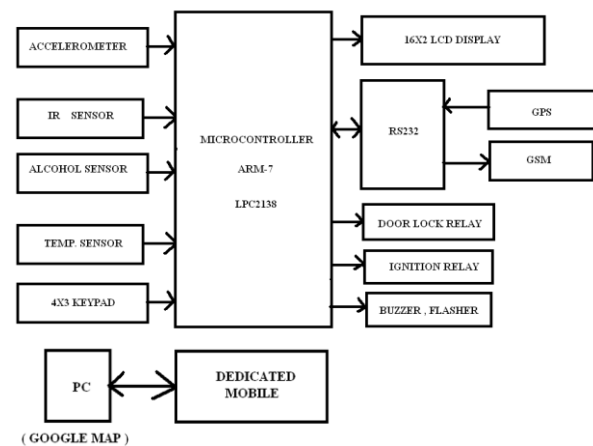 ACCELEROMETER
IR SENSOR
ALCOHOL SENSOR
TEMP. SENSOR
4X3 KEYPAD
MICROCONTROLLER
ARM-7
LPC2138
16X2 LCD DISPLAY
RS232
GPS
GSM
DOOR LOCK RELAY
IGNITION RELAY
BUZZER , FLASHER
PC
( GOOGLE MAP )
DEDICATED
MOBILE